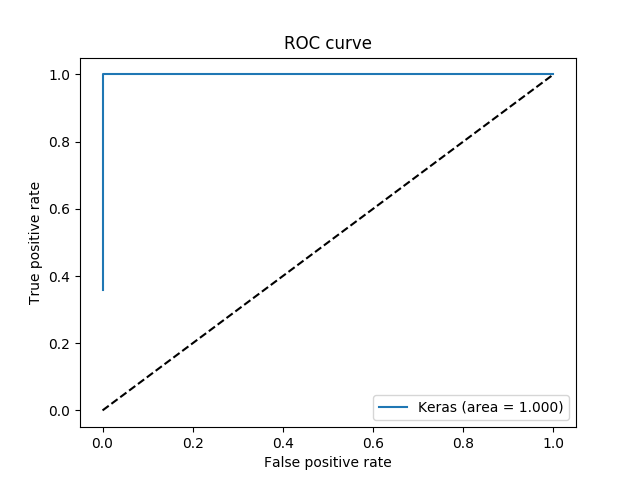 ROC curve
1.0
0.8
0.6
0.4
0.2
0.0
True positive rate
Keras (area = 1.000)
0.0 0.2 0.4 0.6 0.8 1.0
False positive rate